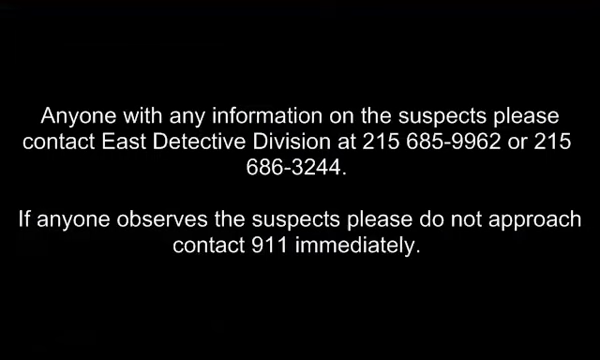 Anyone with any information on the suspects please
contact East Detective Division at 215 685-9962 or 215
686-3244.
If anyone observes the suspects please do not approach
contact 911 immediately.